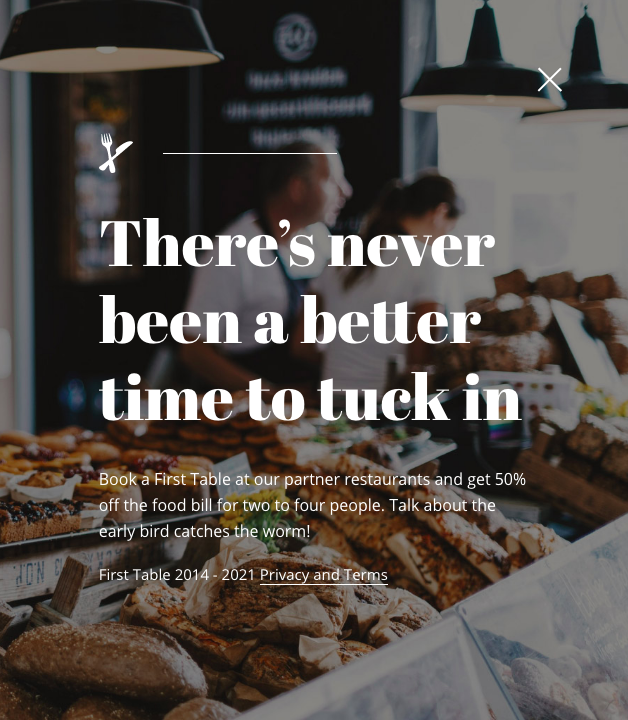 There’s never
been a better
time to tuck in
Book a First Table at our partner restaurants and get 50%
off the food bill for two to four people. Talk about the
early bird catches the worm!
First Table 2014 - 2021 Privacy and Terms